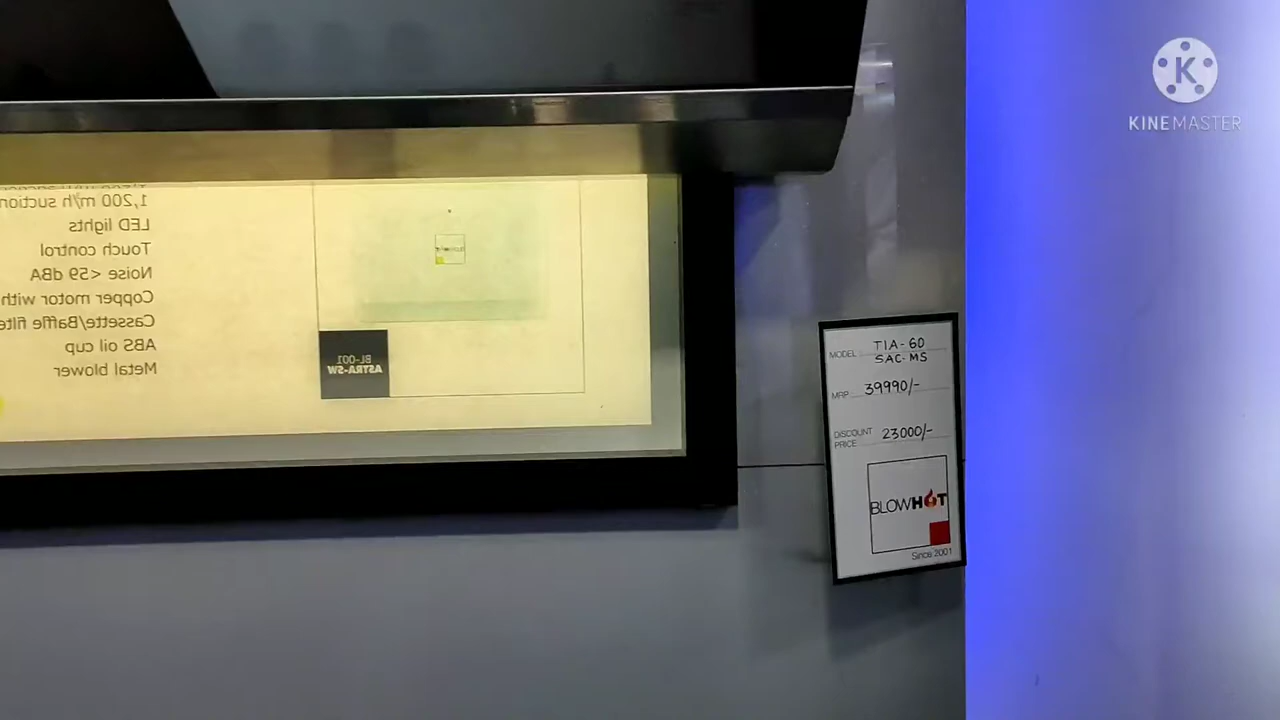 KINEMASTER
1,200 m³/h suction
LED lights
Touch control
Noise < 59 dBA
Copper motor with
Cassette/Baffle
ABS oil cup
Metal blower
BLOWHOT
BL-001
ASTRA-SW
MODEL TIA-60
SAC-MS
MRP 39990/-
DISCOUNT PRICE 23000/-
BLOWHOT
Since 2001